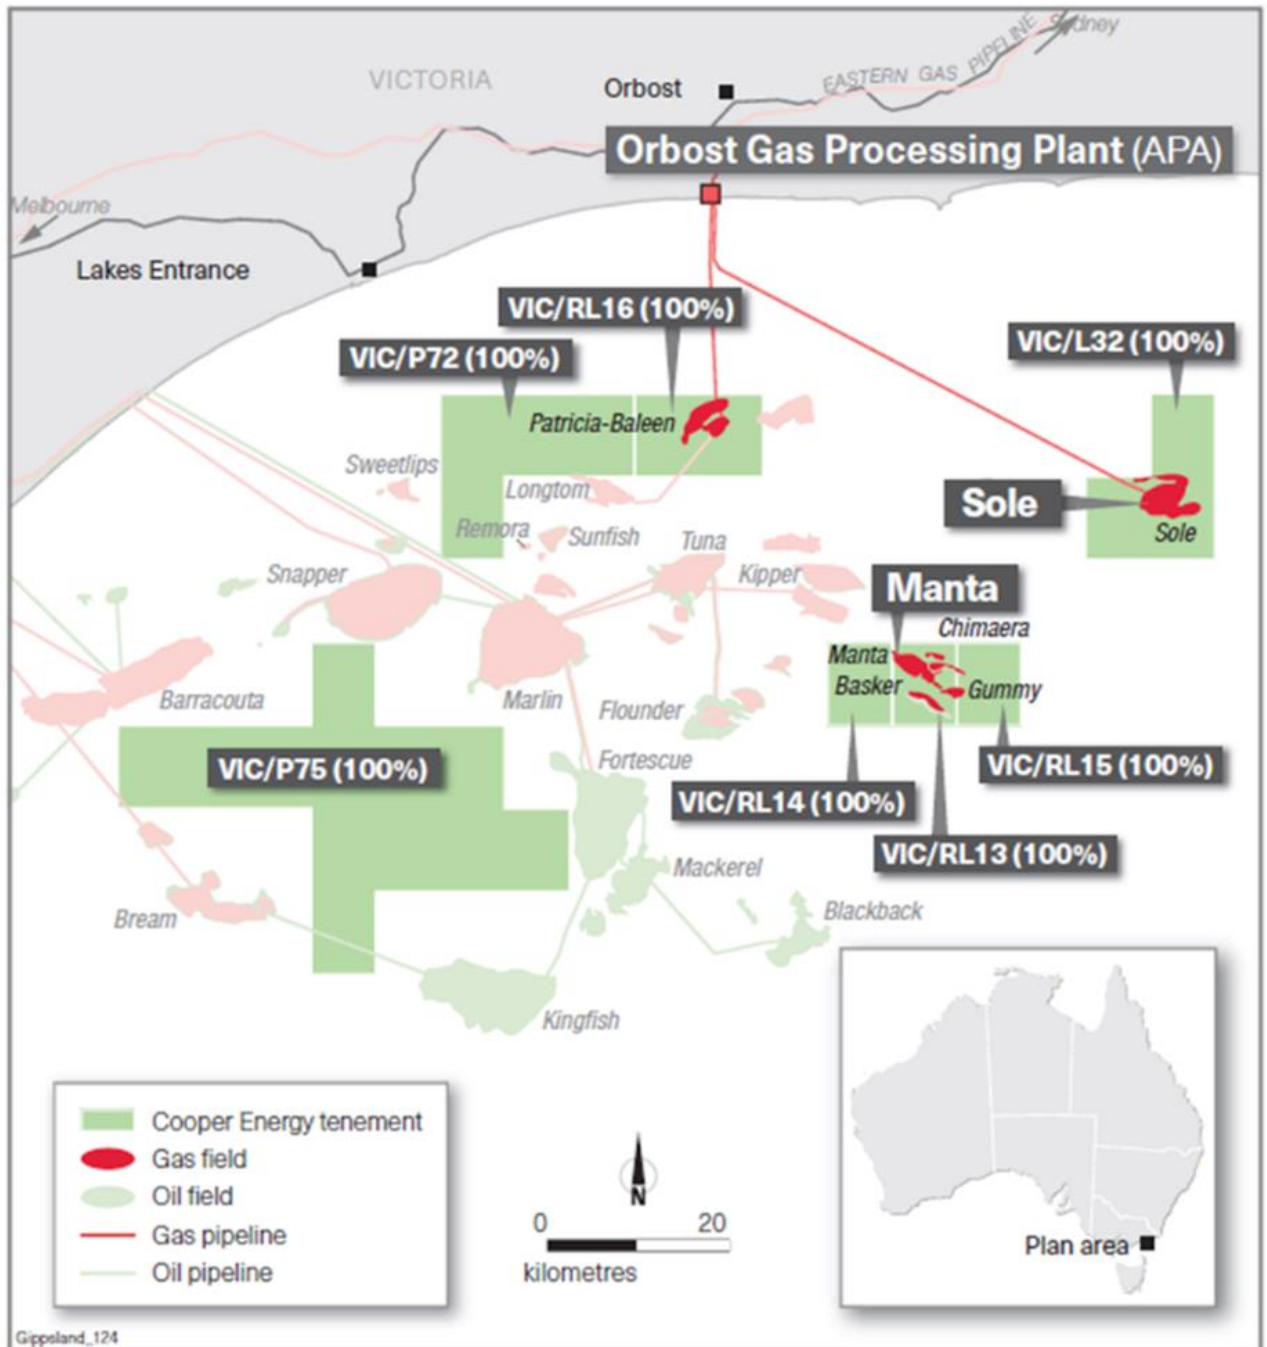 Sydney
EASTERN GAS PIPELINE
VICTORIA
Orbost
Orbost Gas Processing Plant (APA)
Melbourne
Lakes Entrance
VIC/RL16 (100%)
VIC/P72 (100%)
VIC/L32 (100%)
Patricia-Baleen
Sweetlips
Longtom
Sole
Remora
Sunfish
Sole
Tuna
Snapper
Kipper
Manta
Chimaera
Manta
Basker
Gummy
Barracouta
Marlin
Flounder
Fortescue
VIC/P75 (100%)
VIC/RL15 (100%)
VIC/RL14 (100%)
VIC/RL13 (100%)
Mackerel
Bream
Blackback
Kingfish
Cooper Energy tenement
Gas field
Oil field
Gas pipeline
Oil pipeline
N
0 20
kilometres
Plan area
Gippsland_124